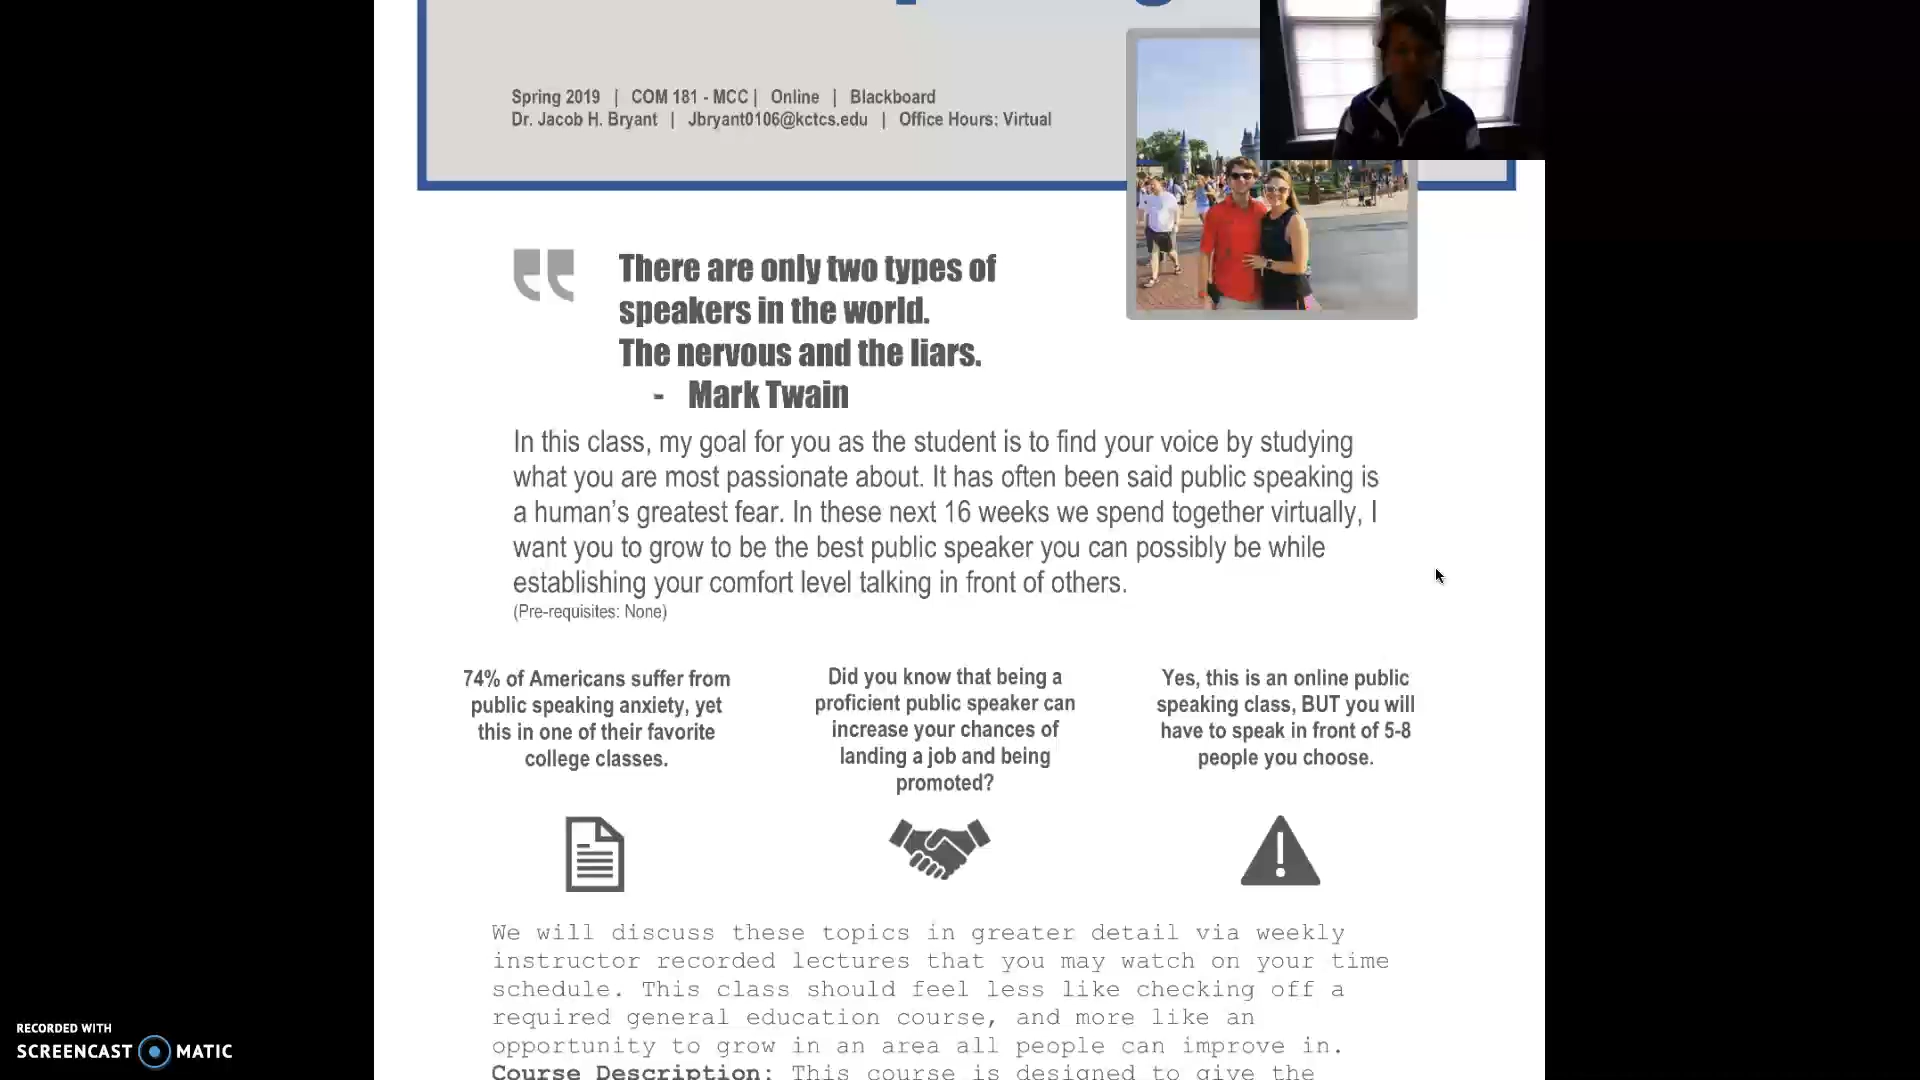 Spring 2019 | COM 181 - MCC | Online | Blackboard
Dr. Jacob H. Bryant | Jbryant0106@kctcs.edu | Office Hours: Virtual
There are only two types of
speakers in the world.
The nervous and the liars.
- Mark Twain
In this class, my goal for you as the student is to find your voice by studying
what you are most passionate about. It has often been said public speaking is
a human’s greatest fear. In these next 16 weeks we spend together virtually, I
want you to grow to be the best public speaker you can possibly be while
establishing your comfort level talking in front of others.
(Pre-requisites: None)
74% of Americans suffer from
public speaking anxiety, yet
this in one of their favorite
college classes.
Did you know that being a
proficient public speaker can
increase your chances of
landing a job and being
promoted?
Yes, this is an online public
speaking class, BUT you will
have to speak in front of 5-8
people you choose.
We will discuss these topics in greater detail via weekly
instructor recorded lectures that you may watch on your time
schedule. This class should feel less like checking off a
required general education course, and more like an
opportunity to grow in an area all people can improve in.
Course Description: This course is designed to give the
RECORDED WITH
SCREENCAST MATIC